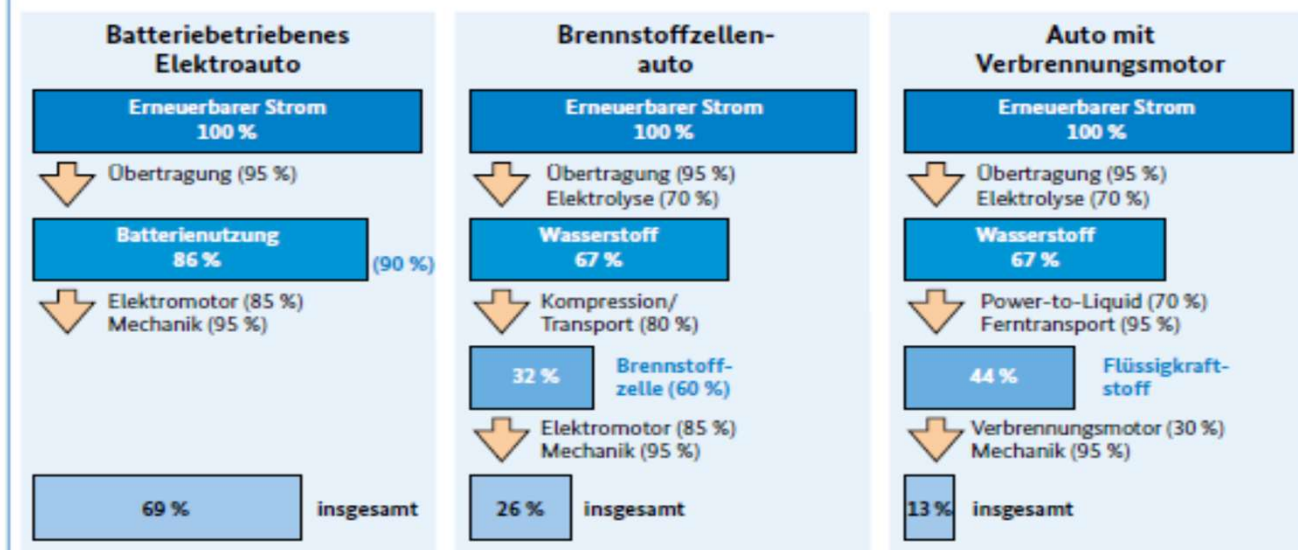 Batteriebetriebenes
Elektroauto
Erneuerbarer Strom
100 %
Übertragung (95 %)
Batterienutzung
86 %
(90 %)
Elektromotor (85 %)
Mechanik (95 %)
69 %
insgesamt
Brennstoffzellen-
auto
Erneuerbarer Strom
100 %
Übertragung (95 %)
Elektrolyse (70 %)
Wasserstoff
67 %
Kompression/
Transport (80 %)
32 %
Brennstoff-
zelle (60 %)
Elektromotor (85 %)
Mechanik (95 %)
26 %
insgesamt
Auto mit
Verbrennungsmotor
Erneuerbarer Strom
100 %
Übertragung (95 %)
Elektrolyse (70 %)
Wasserstoff
67 %
Power-to-Liquid (70 %)
Ferntransport (95 %)
44 %
Flüssigkraft-
stoff
Verbrennungsmotor (30 %)
Mechanik (95 %)
13 %
insgesamt